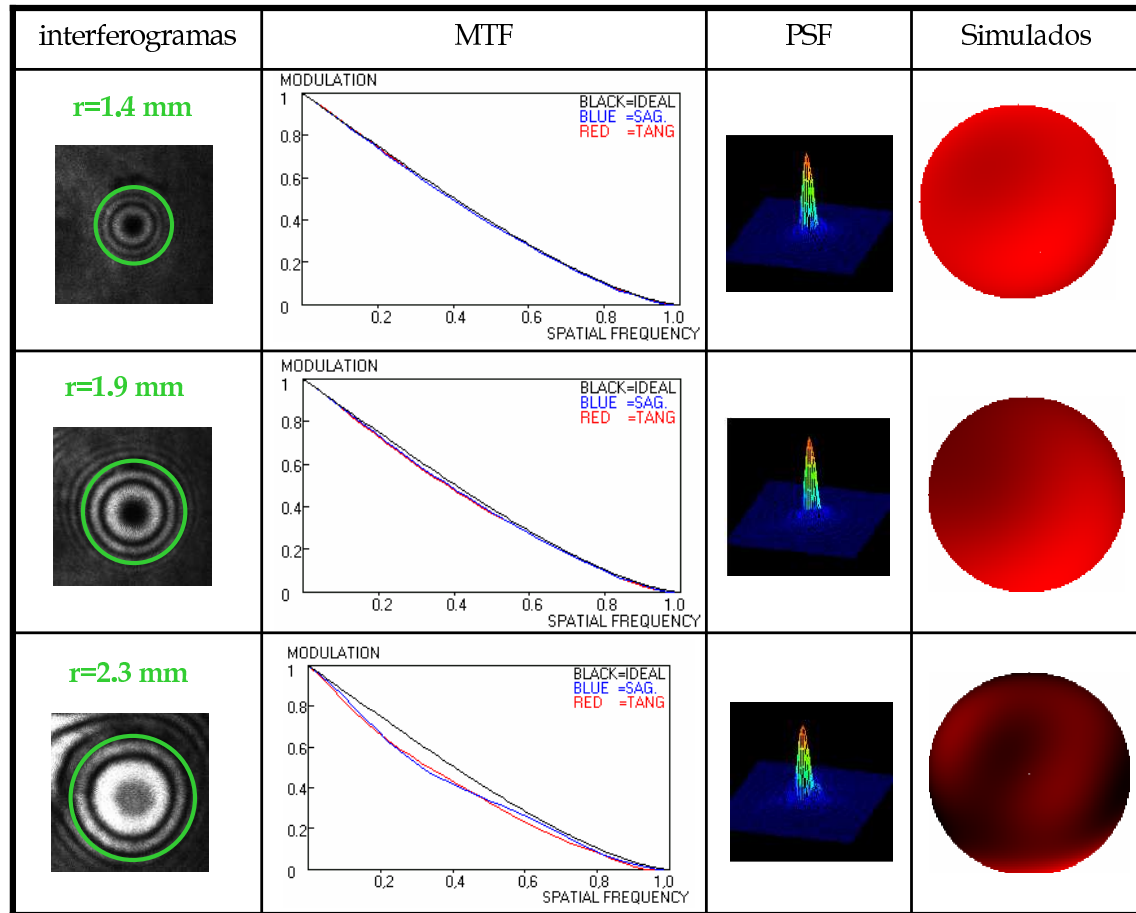 interferogramas MTF PSF Simulados
r=1.4 mm
MODULATION
BLACK=IDEAL
BLUE =SAG.
RED =TANG
1
0.8
0.6
0.4
0.2
0
0.2 0.4 0.6 0.8 1.0
SPATIAL FREQUENCY
r=1.9 mm
MODULATION
BLACK=IDEAL
BLUE =SAG.
RED =TANG
1
0.8
0.6
0.4
0.2
0
0.2 0.4 0.6 0.8 1.0
SPATIAL FREQUENCY
r=2.3 mm
MODULATION
BLACK=IDEAL
BLUE =SAG.
RED =TANG
1
0.8
0.6
0.4
0.2
0
0,2 0,4 0.6 0.8 1,0
SPATIAL FREQUENCY